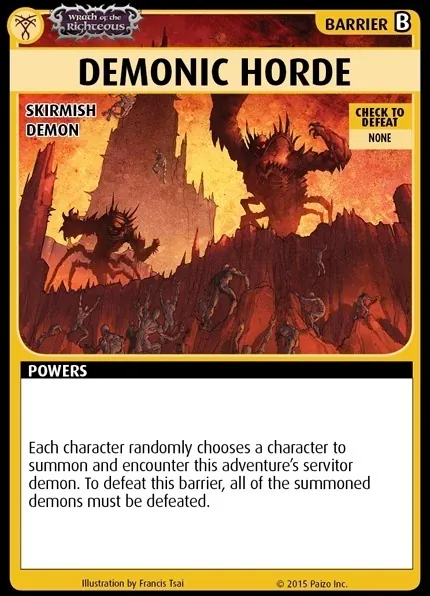 Wrath of the
Righteous
BARRIER B
DEMONIC HORDE
SKIRMISH
DEMON
CHECK TO
DEFEAT
NONE
POWERS
Each character randomly chooses a character to
summon and encounter this adventure's servitor
demon. To defeat this barrier, all of the summoned
demons must be defeated.
Illustration by Francis Tsai
© 2015 Paizo Inc.